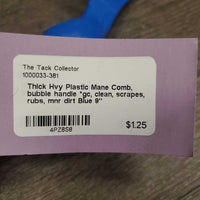 The Tack Collector
1000033-381
Thick Hvy Plastic Mane Comb,
bubble handle "gc, clean, scrapes,
rubs, mnr dirt Blue 9"
4PZ8S8
$1.25